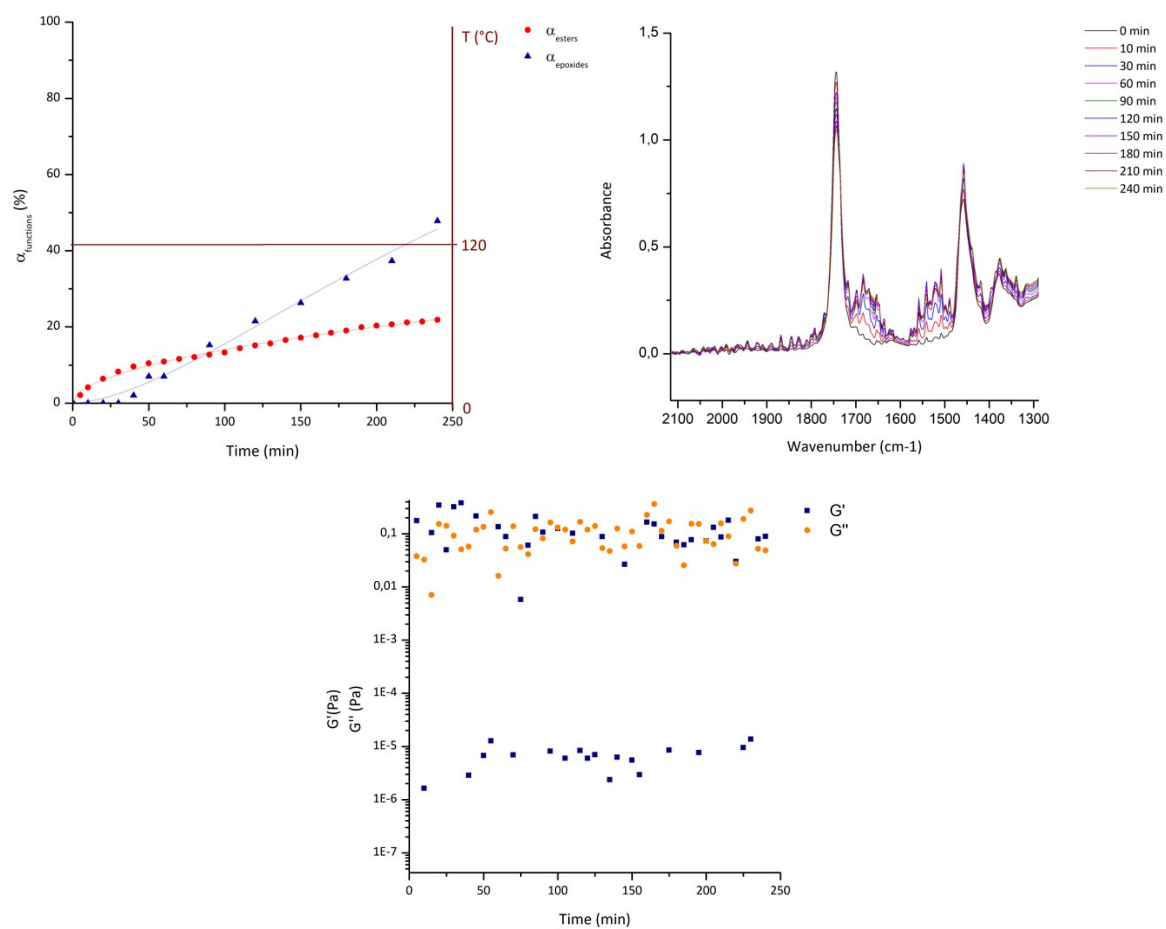 100
80
60
40
20
0
α functions (%)
0
50
100
150
200
250
Time (min)
T (°C)
120
0
α esters
α epoxides
1,5
1,0
0,5
0,0
Absorbance
2100
2000
1900
1800
1700
1600
1500
1400
1300
Wavenumber (cm-1)
0 min
10 min
30 min
60 min
90 min
120 min
150 min
180 min
210 min
240 min
0,1
0,01
1E-3
1E-4
1E-5
1E-6
1E-7
G'(Pa)
G'' (Pa)
0
50
100
150
200
250
Time (min)
G'
G''